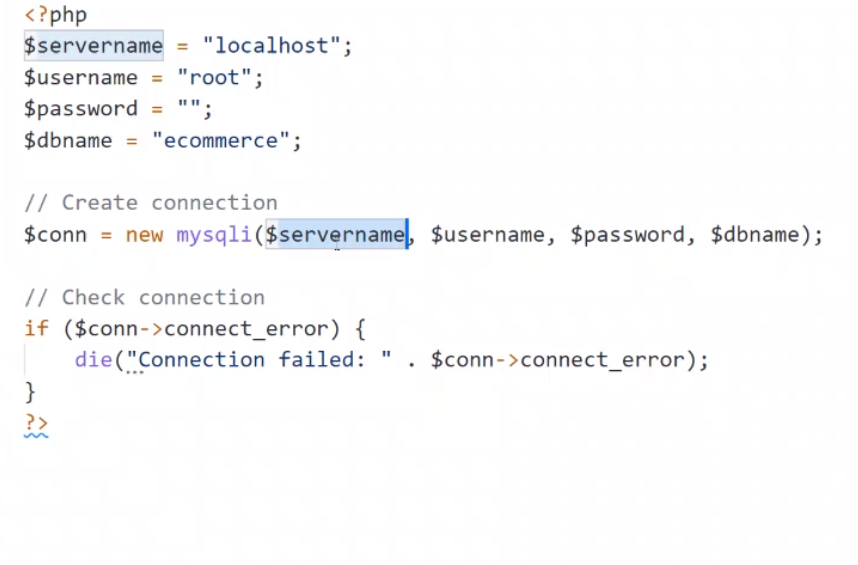 <?php
$servername = "localhost";
$username = "root";
$password = "";
$dbname = "ecommerce";
// Create connection
$conn = new mysqli($servername, $username, $password, $dbname);
// Check connection
if ($conn->connect_error) {
    die("Connection failed: " . $conn->connect_error);
}
?>